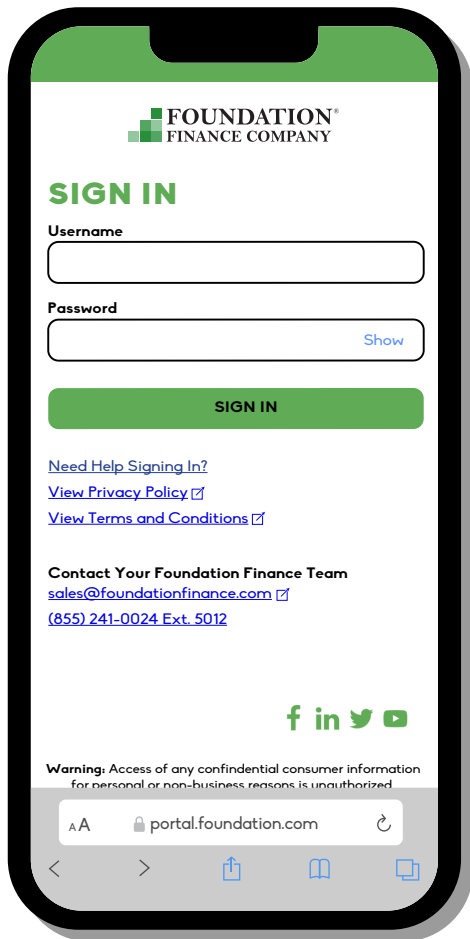 FOUNDATION®
FINANCE COMPANY
SIGN IN
Username
Password
Show
SIGN IN
Need Help Signing In?
View Privacy Policy
View Terms and Conditions
Contact Your Foundation Finance Team
sales@foundationfinance.com
(855) 241-0024 Ext. 5012
f in
Warning: Access of any confindential consumer information
for personal or non-business reasons is unauthorized
AA portal.foundation.com